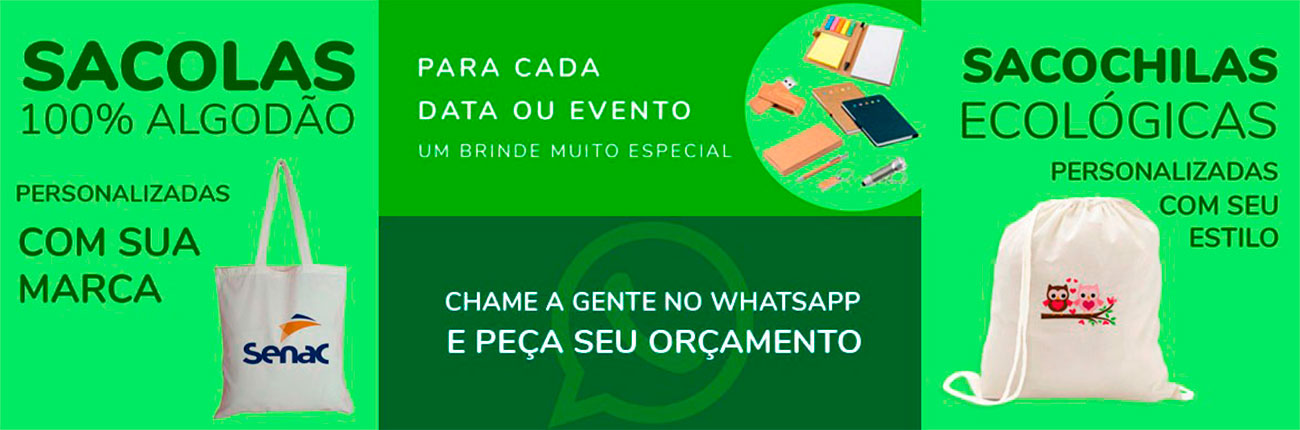 SACOLAS
100% ALGODÃO
PERSONALIZADAS
COM SUA
MARCA
Senac
PARA CADA
DATA OU EVENTO
UM BRINDE MUITO ESPECIAL
CHAME A GENTE NO WHATSAPP
E PEÇA SEU ORÇAMENTO
SACOCHILAS
ECOLÓGICAS
PERSONALIZADAS
COM SEU
ESTILO